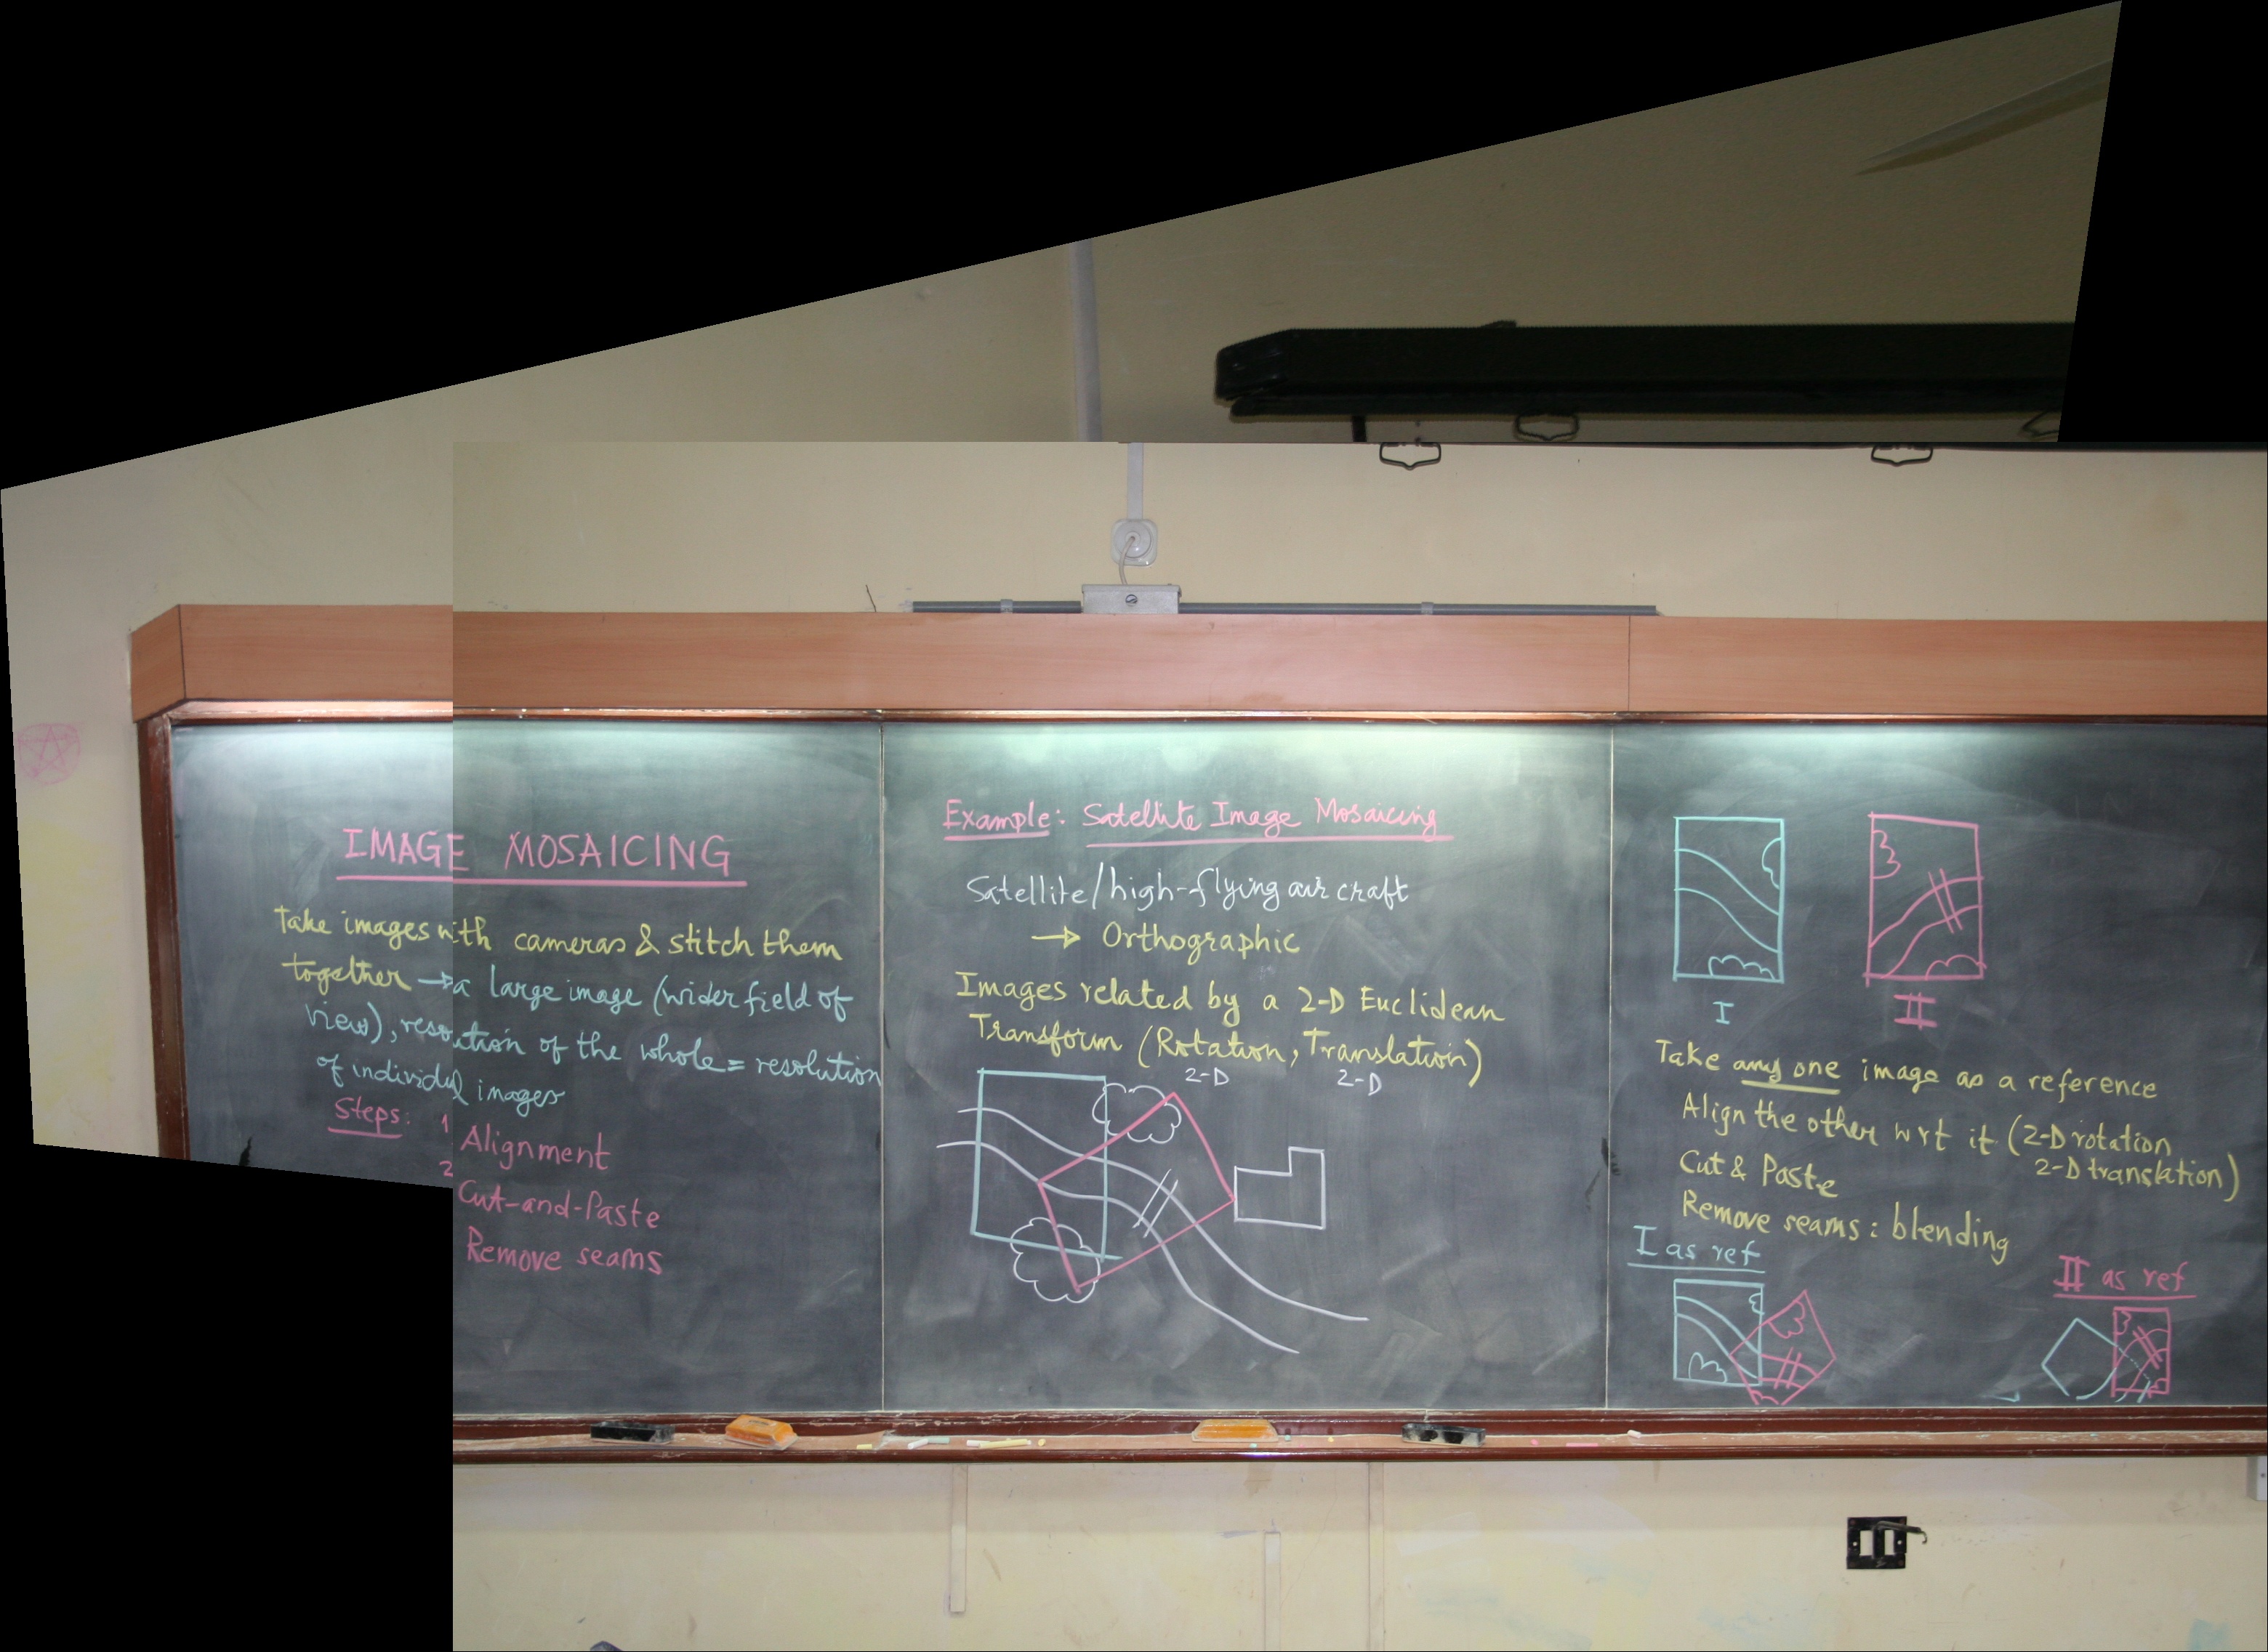 IMAGE MOSAICING
Take images with cameras & stitch them
together → a large image (wider field of
view), resolution of the whole = resolution
of individul images
Steps: 1 Alignment
2 Cut-and-Paste
Remove seams
Example: Satellite Image Mosaicing
Satellite/high-flying air craft
→ Orthographic
Images related by a 2-D Euclidean
Transform (Rotation, Translation)
2-D 2-D
I II
Take any one image as a reference
Align the other wrt it (2-D rotation
2-D translation)
Cut & Paste
Remove seams: blending
I as ref
II as ref